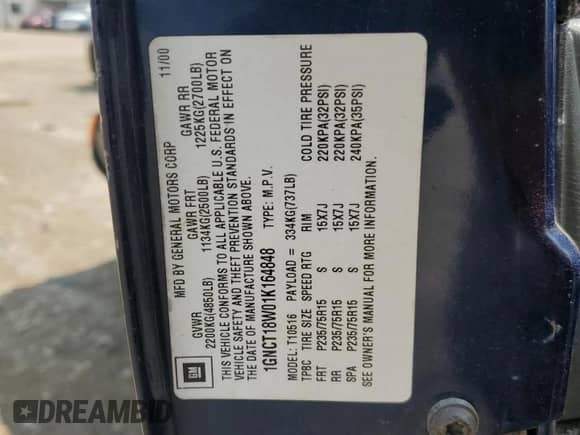 MFD BY GENERAL MOTORS CORP 11/00
GVWR GAWR FRT GAWR RR
2200KG(4850LB) 1134KG(2500LB) 1225KG(2700LB)
THIS VEHICLE CONFORMS TO ALL APPLICABLE U.S. FEDERAL MOTOR
VEHICLE SAFETY AND THEFT PREVENTION STANDARDS IN EFFECT ON
THE DATE OF MANUFACTURE SHOWN ABOVE.
1GNCT18W01K164848 TYPE: M.P.V.
MODEL: T10516 PAYLOAD = 334KG(737LB)
TPBC TIRE SIZE SPEED RTG RIM COLD TIRE PRESSURE
FRT P235/75R15 S 15X7J 220KPA(32PSI)
RR P235/75R15 S 15X7J 220KPA(32PSI)
SPA P235/75R15 S 15X7J 240KPA(35PSI)
SEE OWNER'S MANUAL FOR MORE INFORMATION.
GM
DREAMBID